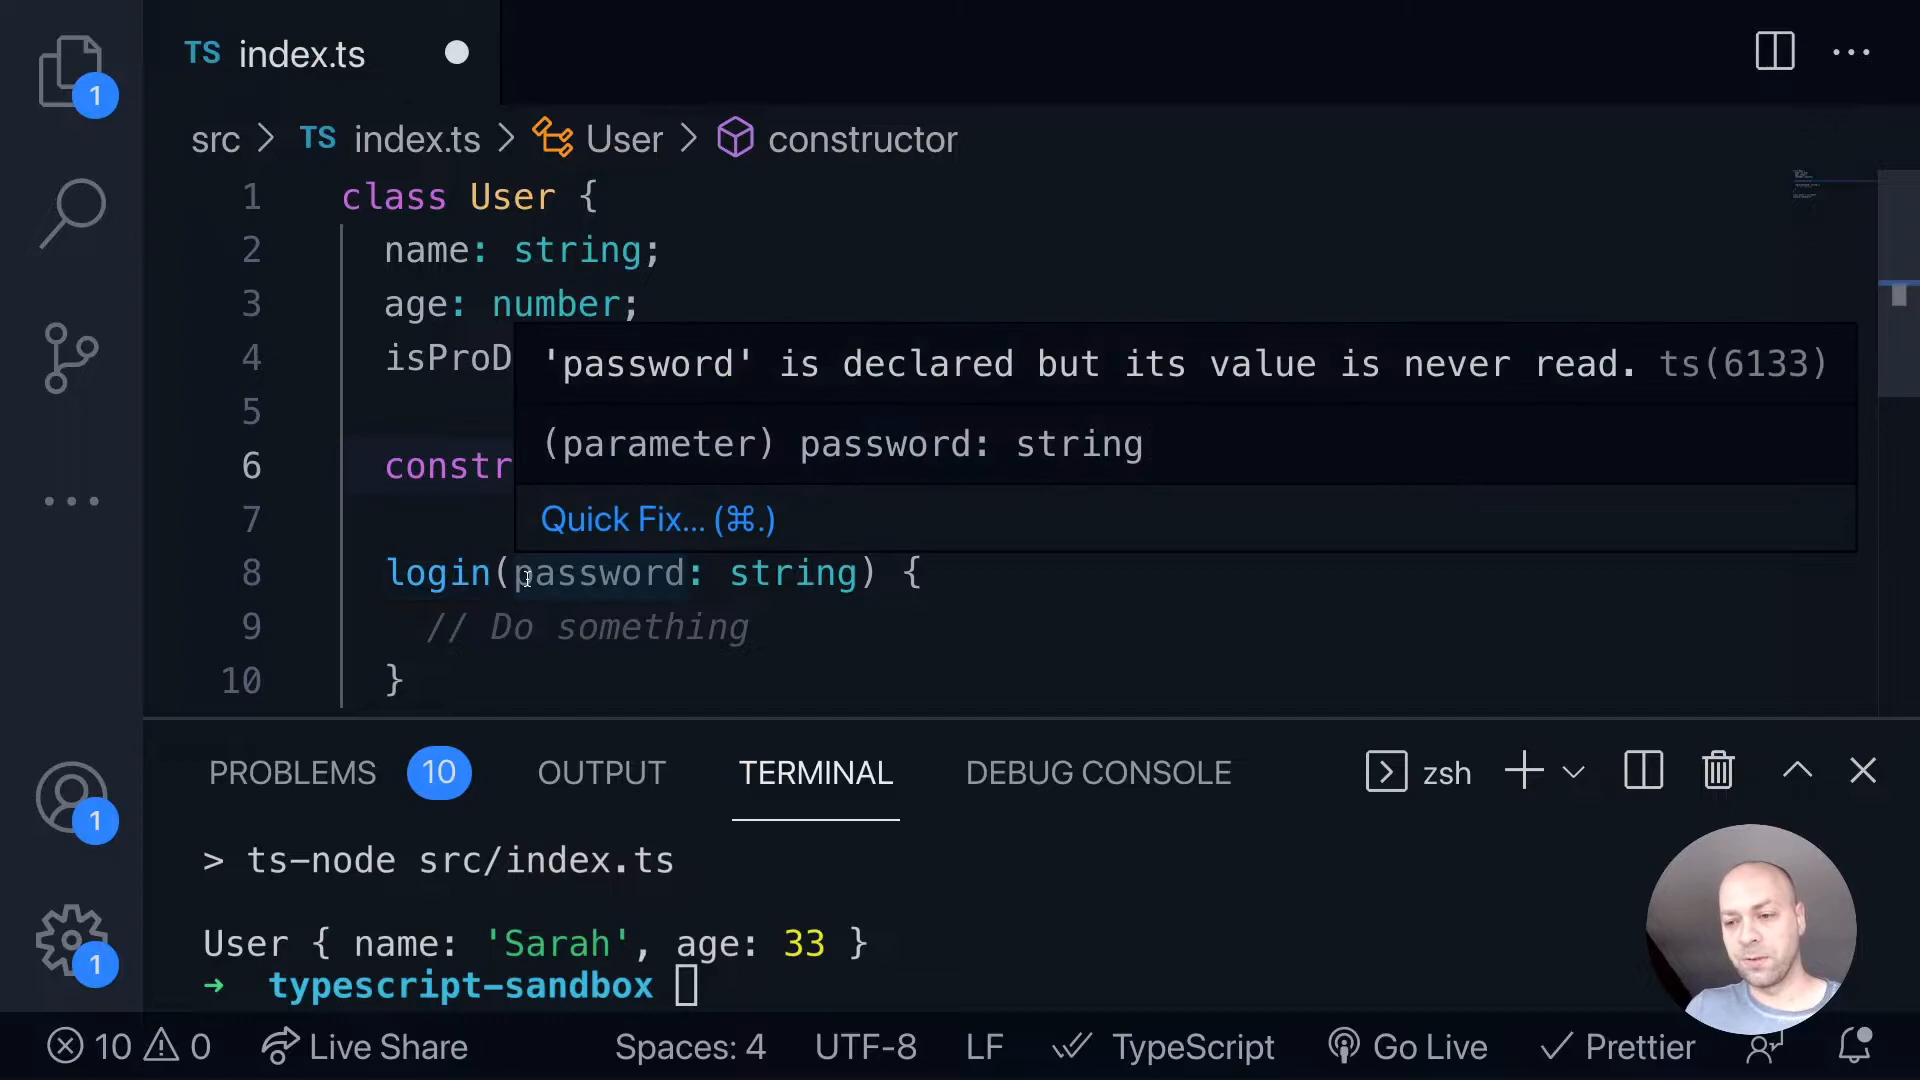 TS index.ts
1
src > TS index.ts > User > constructor
1 class User {
2 name: string;
3 age: number;
4 isProD
'password' is declared but its value is never read. ts(6133)
5
(parameter) password: string
6 constr
7
Quick Fix... (⌘.)
8 login(password: string) {
9 // Do something
10 }
PROBLEMS 10 OUTPUT TERMINAL DEBUG CONSOLE zsh
1
> ts-node src/index.ts
User { name: 'Sarah', age: 33 }
1
➜ typescript-sandbox
10 0 Live Share Spaces: 4 UTF-8 LF TypeScript Go Live Prettier